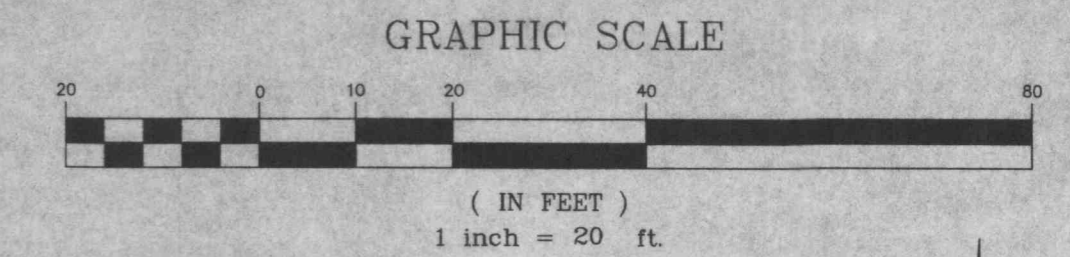 GRAPHIC SCALE
20 0 10 20 40 80
( IN FEET )
1 inch = 20 ft.